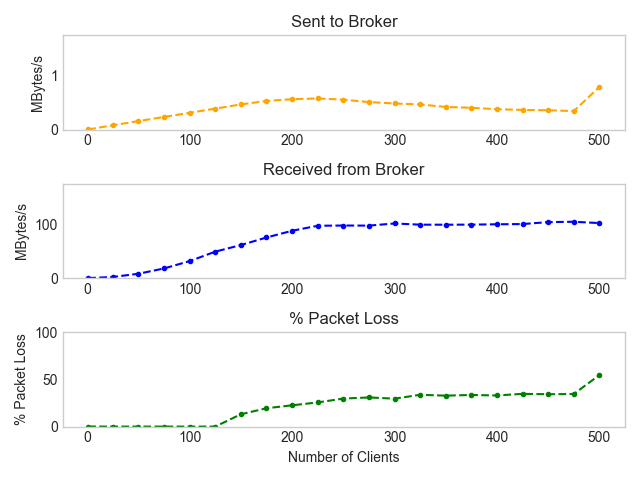 Sent to Broker
MBytes/s
1
0
0 100 200 300 400 500
Received from Broker
MBytes/s
100
0
0 100 200 300 400 500
% Packet Loss
% Packet Loss
100
50
0
0 100 200 300 400 500
Number of Clients